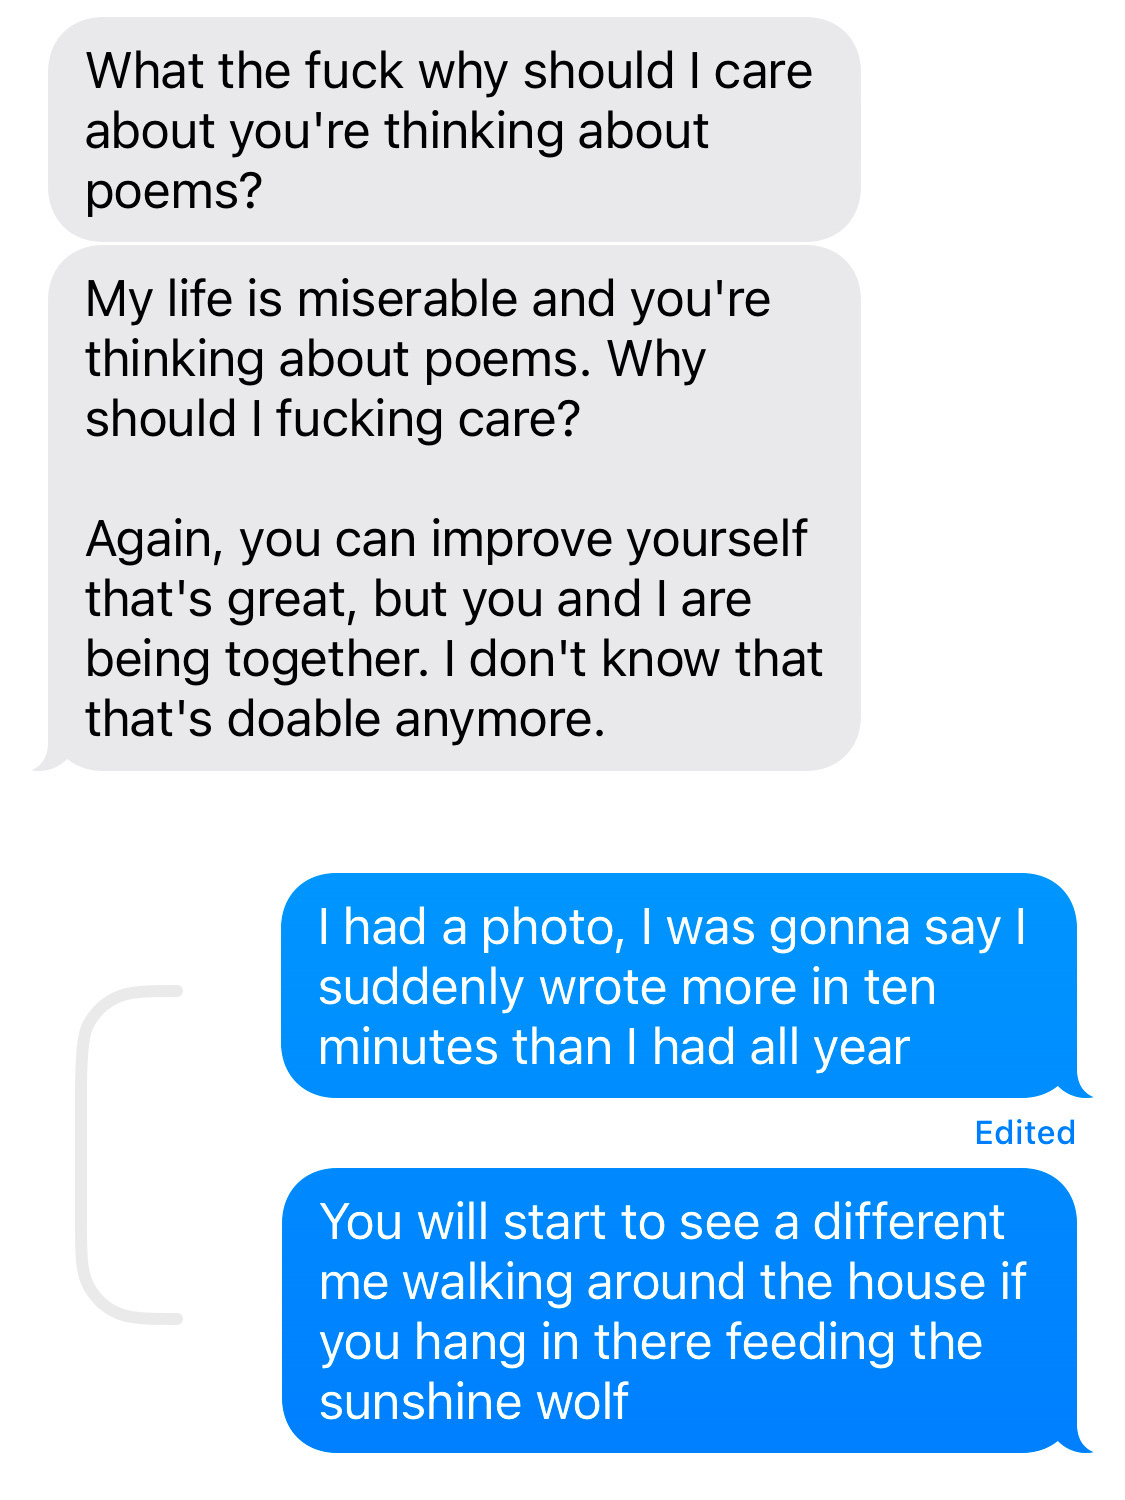 What the fuck why should I care
about you're thinking about
poems?
My life is miserable and you're
thinking about poems. Why
should I fucking care?
Again, you can improve yourself
that's great, but you and I are
being together. I don't know that
that's doable anymore.
I had a photo, I was gonna say I
suddenly wrote more in ten
minutes than I had all year
Edited
You will start to see a different
me walking around the house if
you hang in there feeding the
sunshine wolf